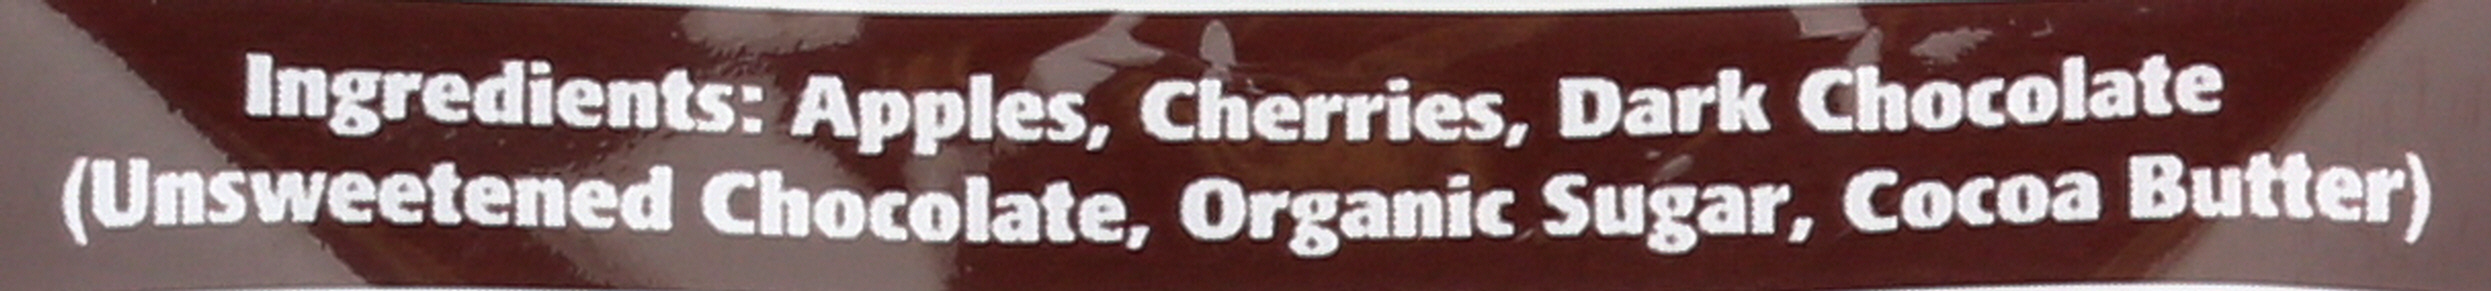 Ingredients: Apples, Cherries, Dark Chocolate
(Unsweetened Chocolate, Organic Sugar, Cocoa Butter)